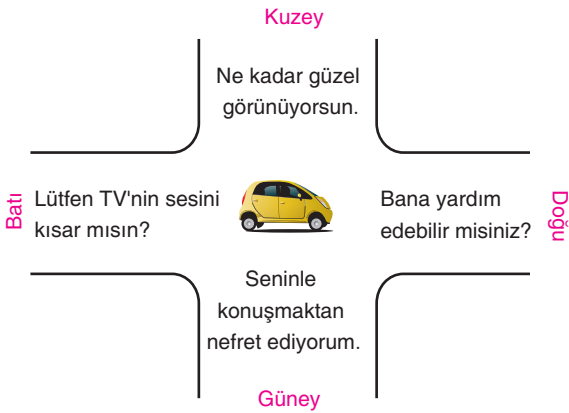 Kuzey
Ne kadar güzel
görünüyorsun.
Batı
Lütfen TV'nin sesini
kısar mısın?
Bana yardım
edebilir misiniz?
Doğu
Seninle
konuşmaktan
nefret ediyorum.
Güney